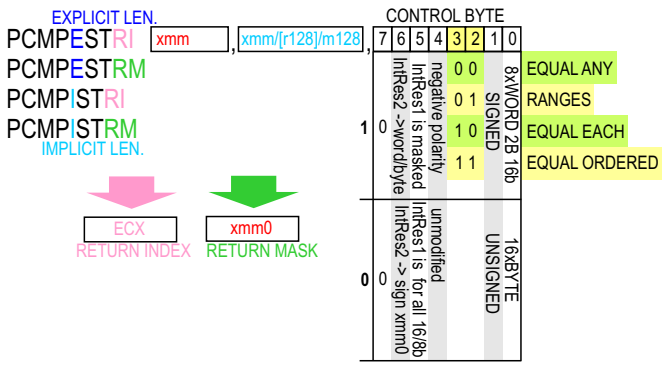 EXPLICIT LEN.
CONTROL BYTE
PCMPESTRI xmm , xmm/[r128]/m128 , 7 6 5 4 3 2 1 0
PCMPESTRM
PCMPISTRI
PCMPISTRM
IMPLICIT LEN.
ECX
RETURN INDEX
xmm0
RETURN MASK
1 0
IntRes2 ->word/byte
IntRes1 is masked
negative polarity
0 0
0 1
1 0
1 1
SIGNED
8xWORD 2B 16b
EQUAL ANY
RANGES
EQUAL EACH
EQUAL ORDERED
0 0
IntRes2 -> sign xmm0
IntRes1 is for all 16/8b
unmodified
UNSIGNED
16xBYTE